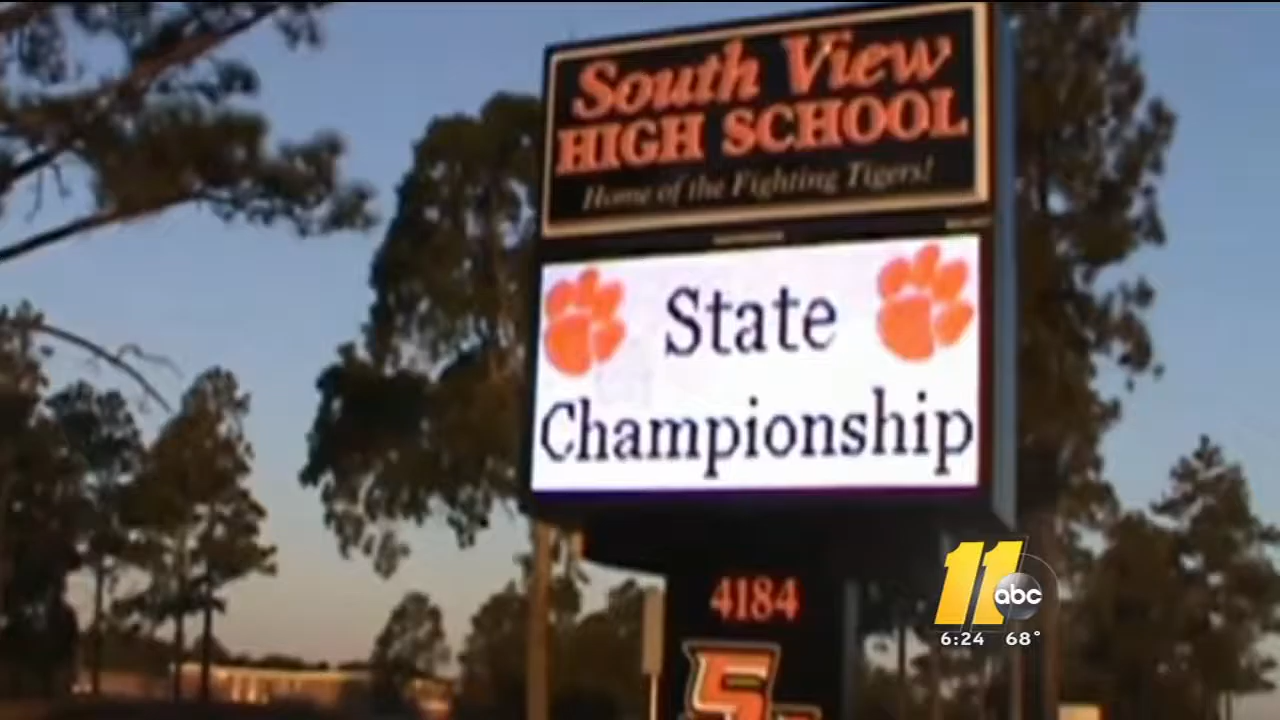 South View
HIGH SCHOOL
Home of the Fighting Tigers!
State
Championship
4184
S
11
abc
6:24 68°